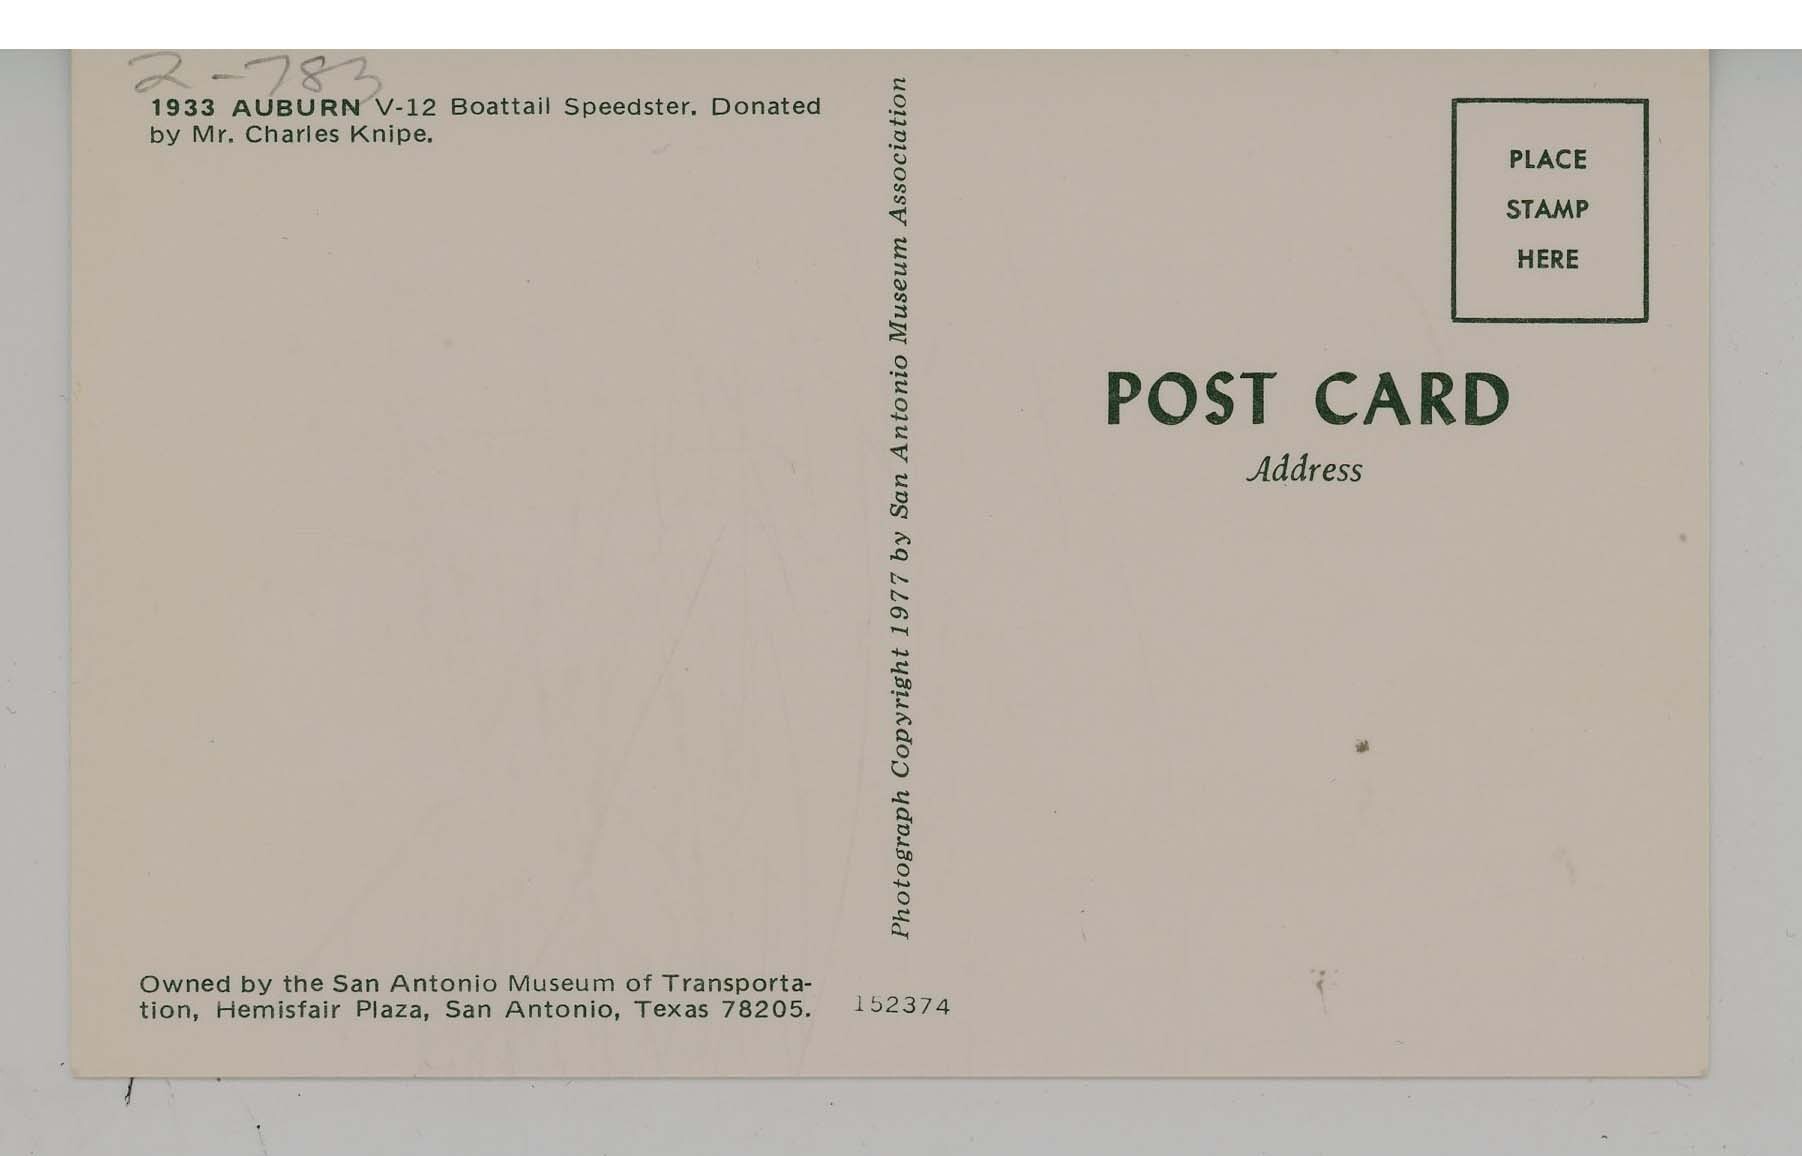 2-783
1933 AUBURN V-12 Boattail Speedster. Donated
by Mr. Charles Knipe.
Owned by the San Antonio Museum of Transporta-
tion, Hemisfair Plaza, San Antonio, Texas 78205.
152374
Photograph Copyright 1977 by San Antonio Museum Association
PLACE
STAMP
HERE
POST CARD
Address